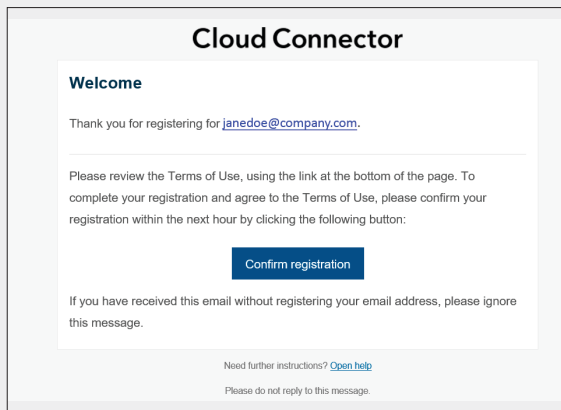 Cloud Connector
Welcome
Thank you for registering for janedoe@company.com.
Please review the Terms of Use, using the link at the bottom of the page. To
complete your registration and agree to the Terms of Use, please confirm your
registration within the next hour by clicking the following button:
Confirm registration
If you have received this email without registering your email address, please ignore
this message.
Need further instructions? Open help
Please do not reply to this message.